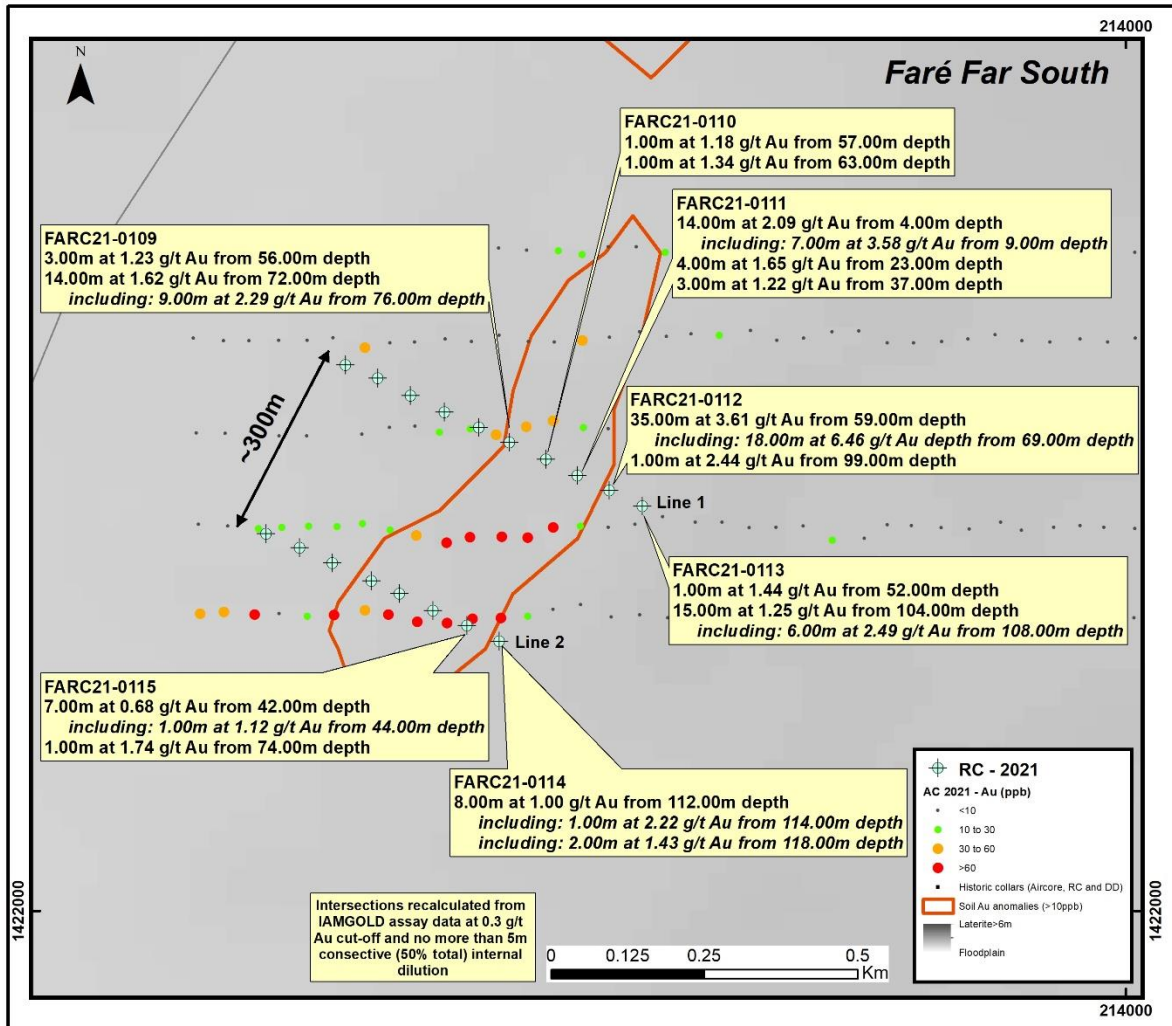 214000
N
Faré Far South
FARC21-0110
1.00m at 1.18 g/t Au from 57.00m depth
1.00m at 1.34 g/t Au from 63.00m depth
FARC21-0111
14.00m at 2.09 g/t Au from 4.00m depth
including: 7.00m at 3.58 g/t Au from 9.00m depth
4.00m at 1.65 g/t Au from 23.00m depth
3.00m at 1.22 g/t Au from 37.00m depth
FARC21-0109
3.00m at 1.23 g/t Au from 56.00m depth
14.00m at 1.62 g/t Au from 72.00m depth
including: 9.00m at 2.29 g/t Au from 76.00m depth
~300m
FARC21-0112
35.00m at 3.61 g/t Au from 59.00m depth
including: 18.00m at 6.46 g/t Au depth from 69.00m depth
1.00m at 2.44 g/t Au from 99.00m depth
Line 1
FARC21-0113
1.00m at 1.44 g/t Au from 52.00m depth
15.00m at 1.25 g/t Au from 104.00m depth
including: 6.00m at 2.49 g/t Au from 108.00m depth
Line 2
FARC21-0115
7.00m at 0.68 g/t Au from 42.00m depth
including: 1.00m at 1.12 g/t Au from 44.00m depth
1.00m at 1.74 g/t Au from 74.00m depth
FARC21-0114
8.00m at 1.00 g/t Au from 112.00m depth
including: 1.00m at 2.22 g/t Au from 114.00m depth
including: 2.00m at 1.43 g/t Au from 118.00m depth
RC - 2021
AC 2021 - Au (ppb)
<10
10 to 30
30 to 60
>60
Historic collars (Aircore, RC and DD)
Soil Au anomalies (>10ppb)
Laterite>6m
Floodplain
Intersections recalculated from
IAMGOLD assay data at 0.3 g/t
Au cut-off and no more than 5m
consective (50% total) internal
dilution
0 0.125 0.25 0.5
Km
1422000
1422000
214000